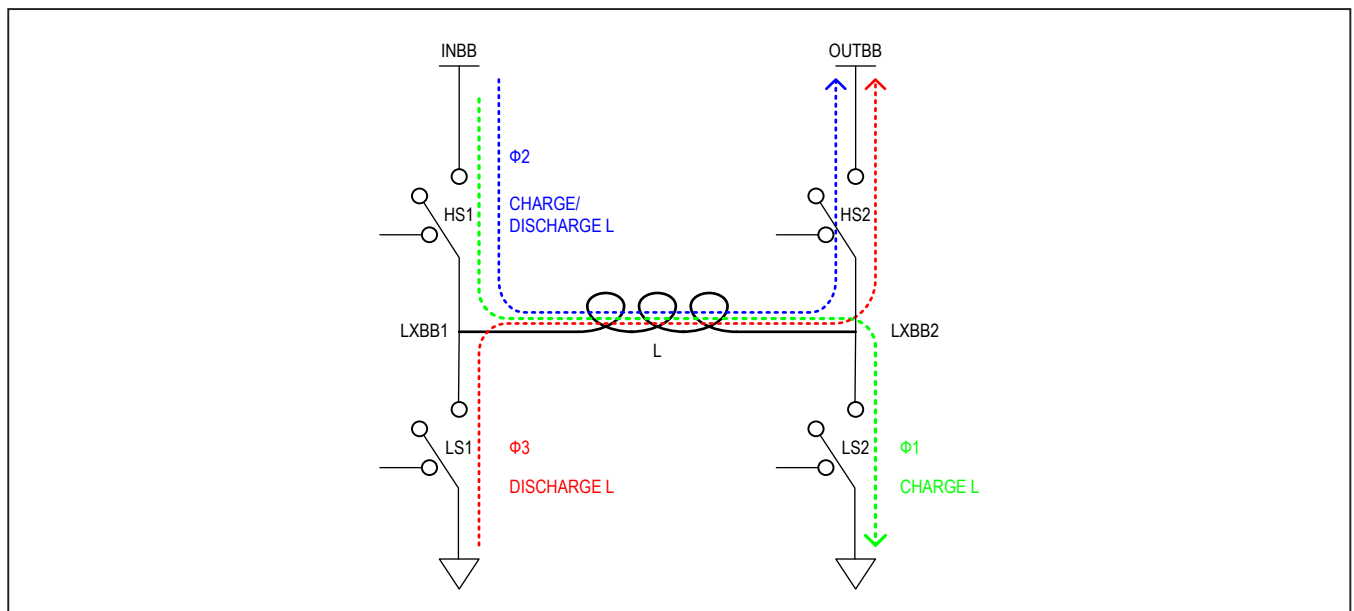 INBB
OUTBB
Φ2
CHARGE/
DISCHARGE L
HS1
HS2
LXBB1
LXBB2
L
LS1
Φ3
DISCHARGE L
LS2
Φ1
CHARGE L